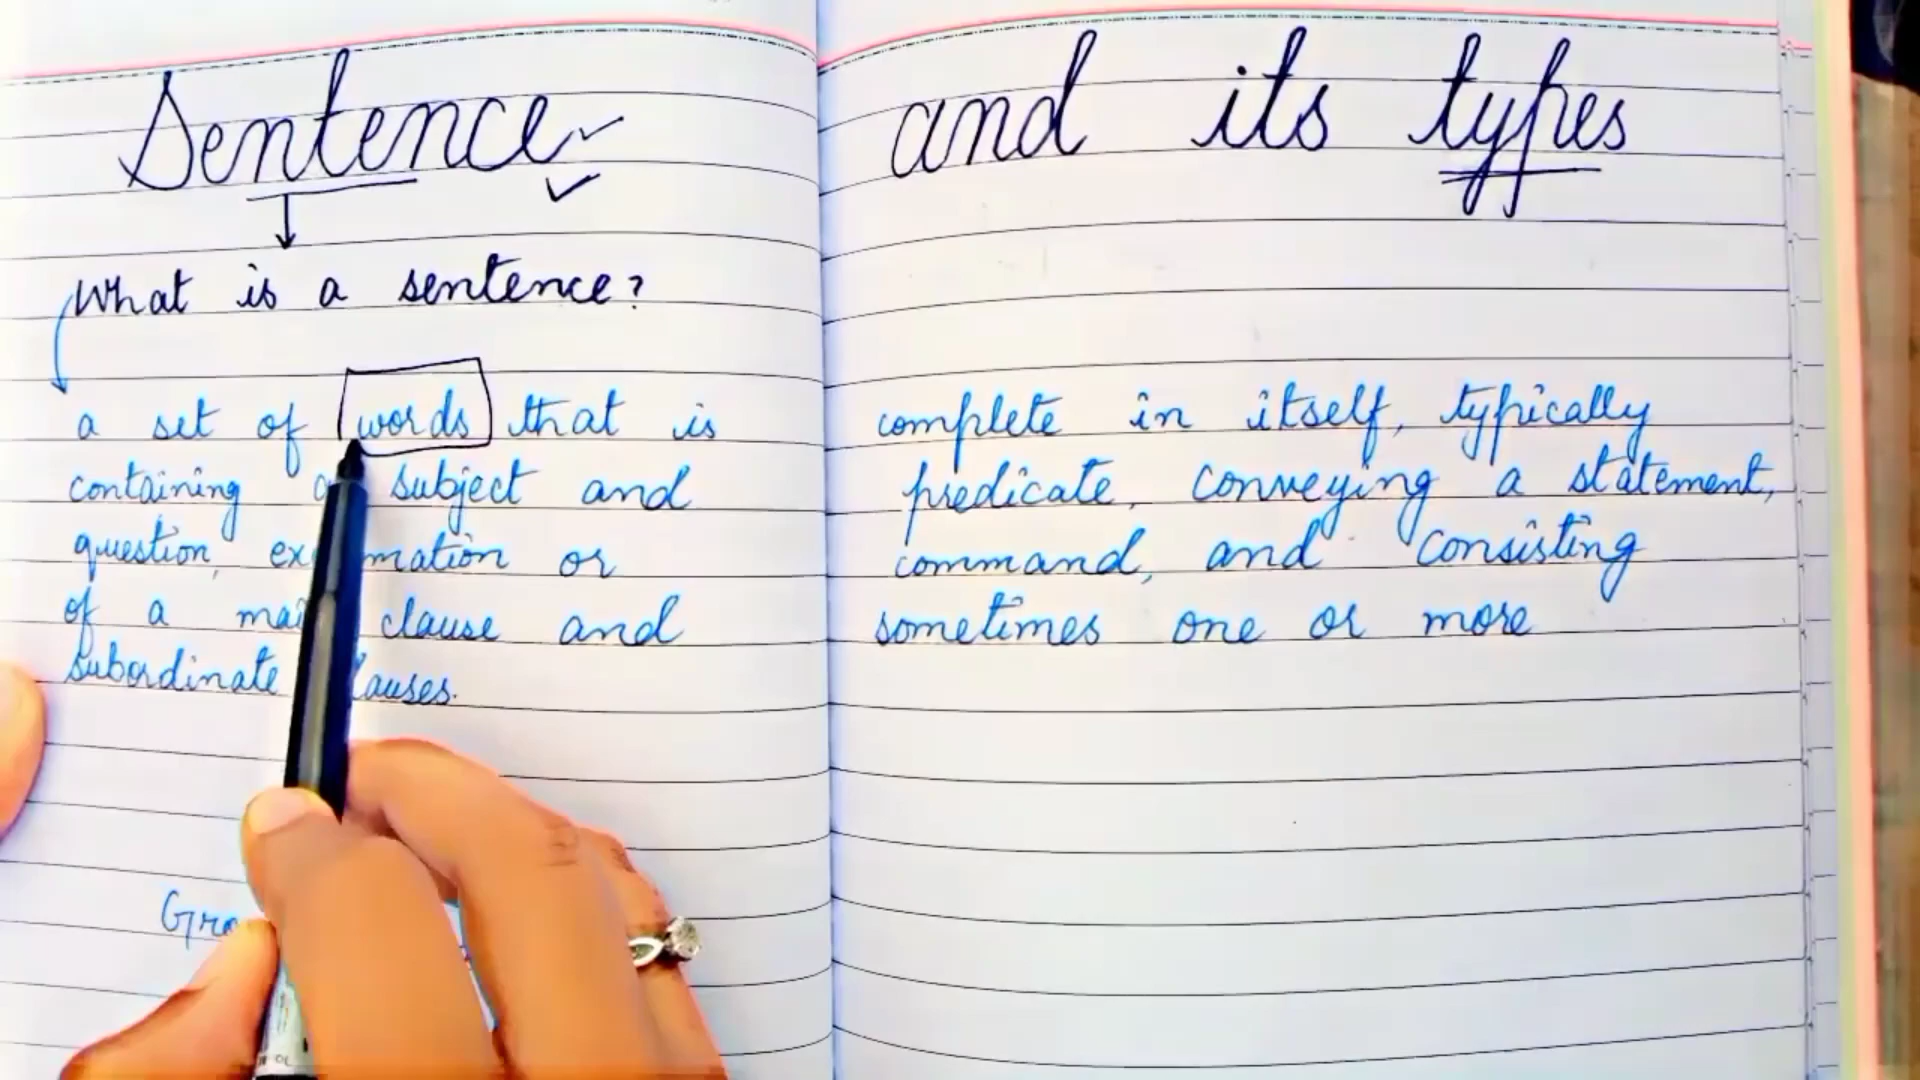 Sentence and its types
What is a sentence?
a set of words that is complete in itself, typically
containing a subject and predicate, conveying a statement,
question, or command, and consisting
of a clause and sometimes one or more
subordinate